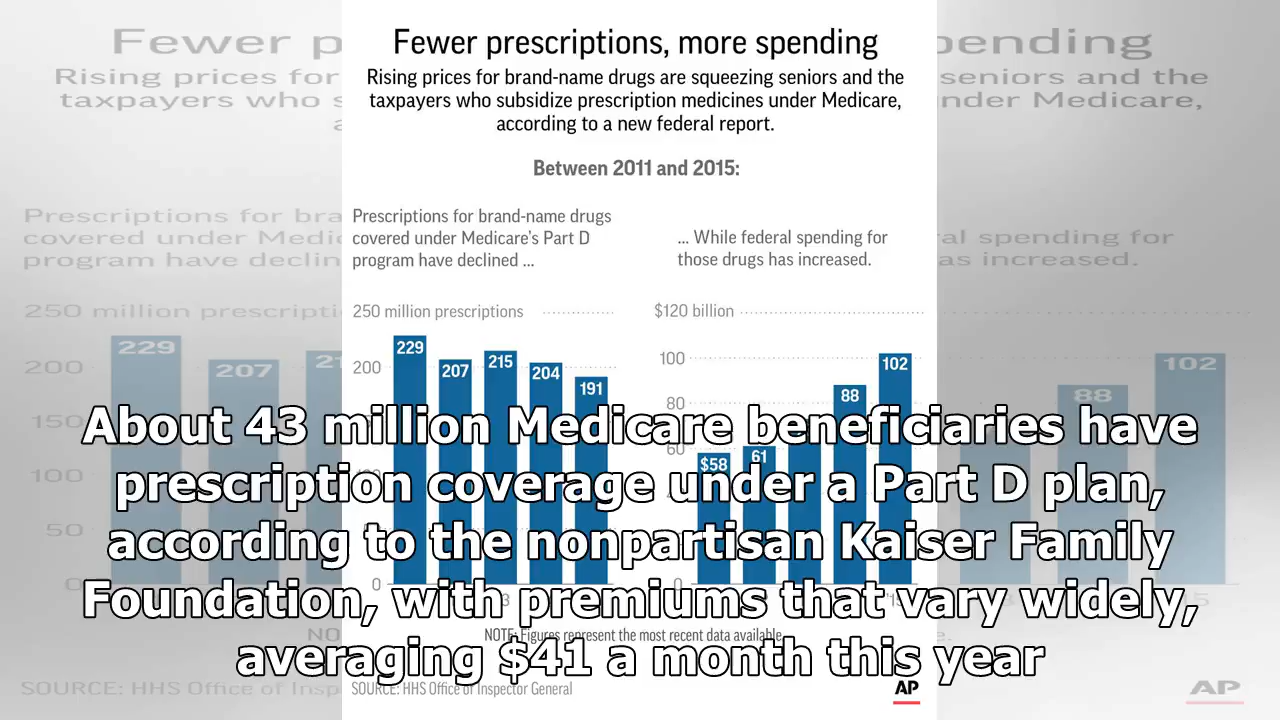 Fewer prescriptions, more spending
Rising prices for brand-name drugs are squeezing seniors and the
taxpayers who subsidize prescription medicines under Medicare,
according to a new federal report.
Between 2011 and 2015:
Prescriptions for brand-name drugs
covered under Medicare's Part D
program have declined ...
... While federal spending for
those drugs has increased.
250 million prescriptions
200
229
207
215
204
191
0
$120 billion
100
80
60
0
$58
61
88
102
About 43 million Medicare beneficiaries have
prescription coverage under a Part D plan,
according to the nonpartisan Kaiser Family
Foundation, with premiums that vary widely,
averaging $41 a month this year
NOTE: Figures represent the most recent data available.
SOURCE: HHS Office of Inspector General
AP